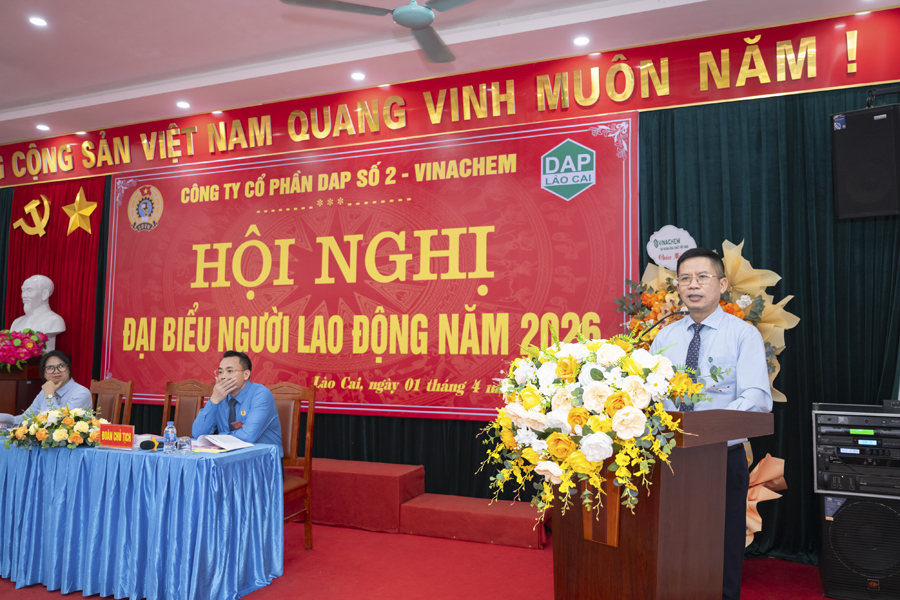 CỘNG SẢN VIỆT NAM QUANG VINH MUÔN NĂM !
CÔNG TY CỔ PHẦN DAP SỐ 2 - VINACHEM
DAP
LÀO CAI
HỘI NGHỊ
ĐẠI BIỂU NGƯỜI LAO ĐỘNG NĂM 2026
Lào Cai, ngày 01 tháng 4
VINACHEM
ĐOÀN CHỦ TỊCH